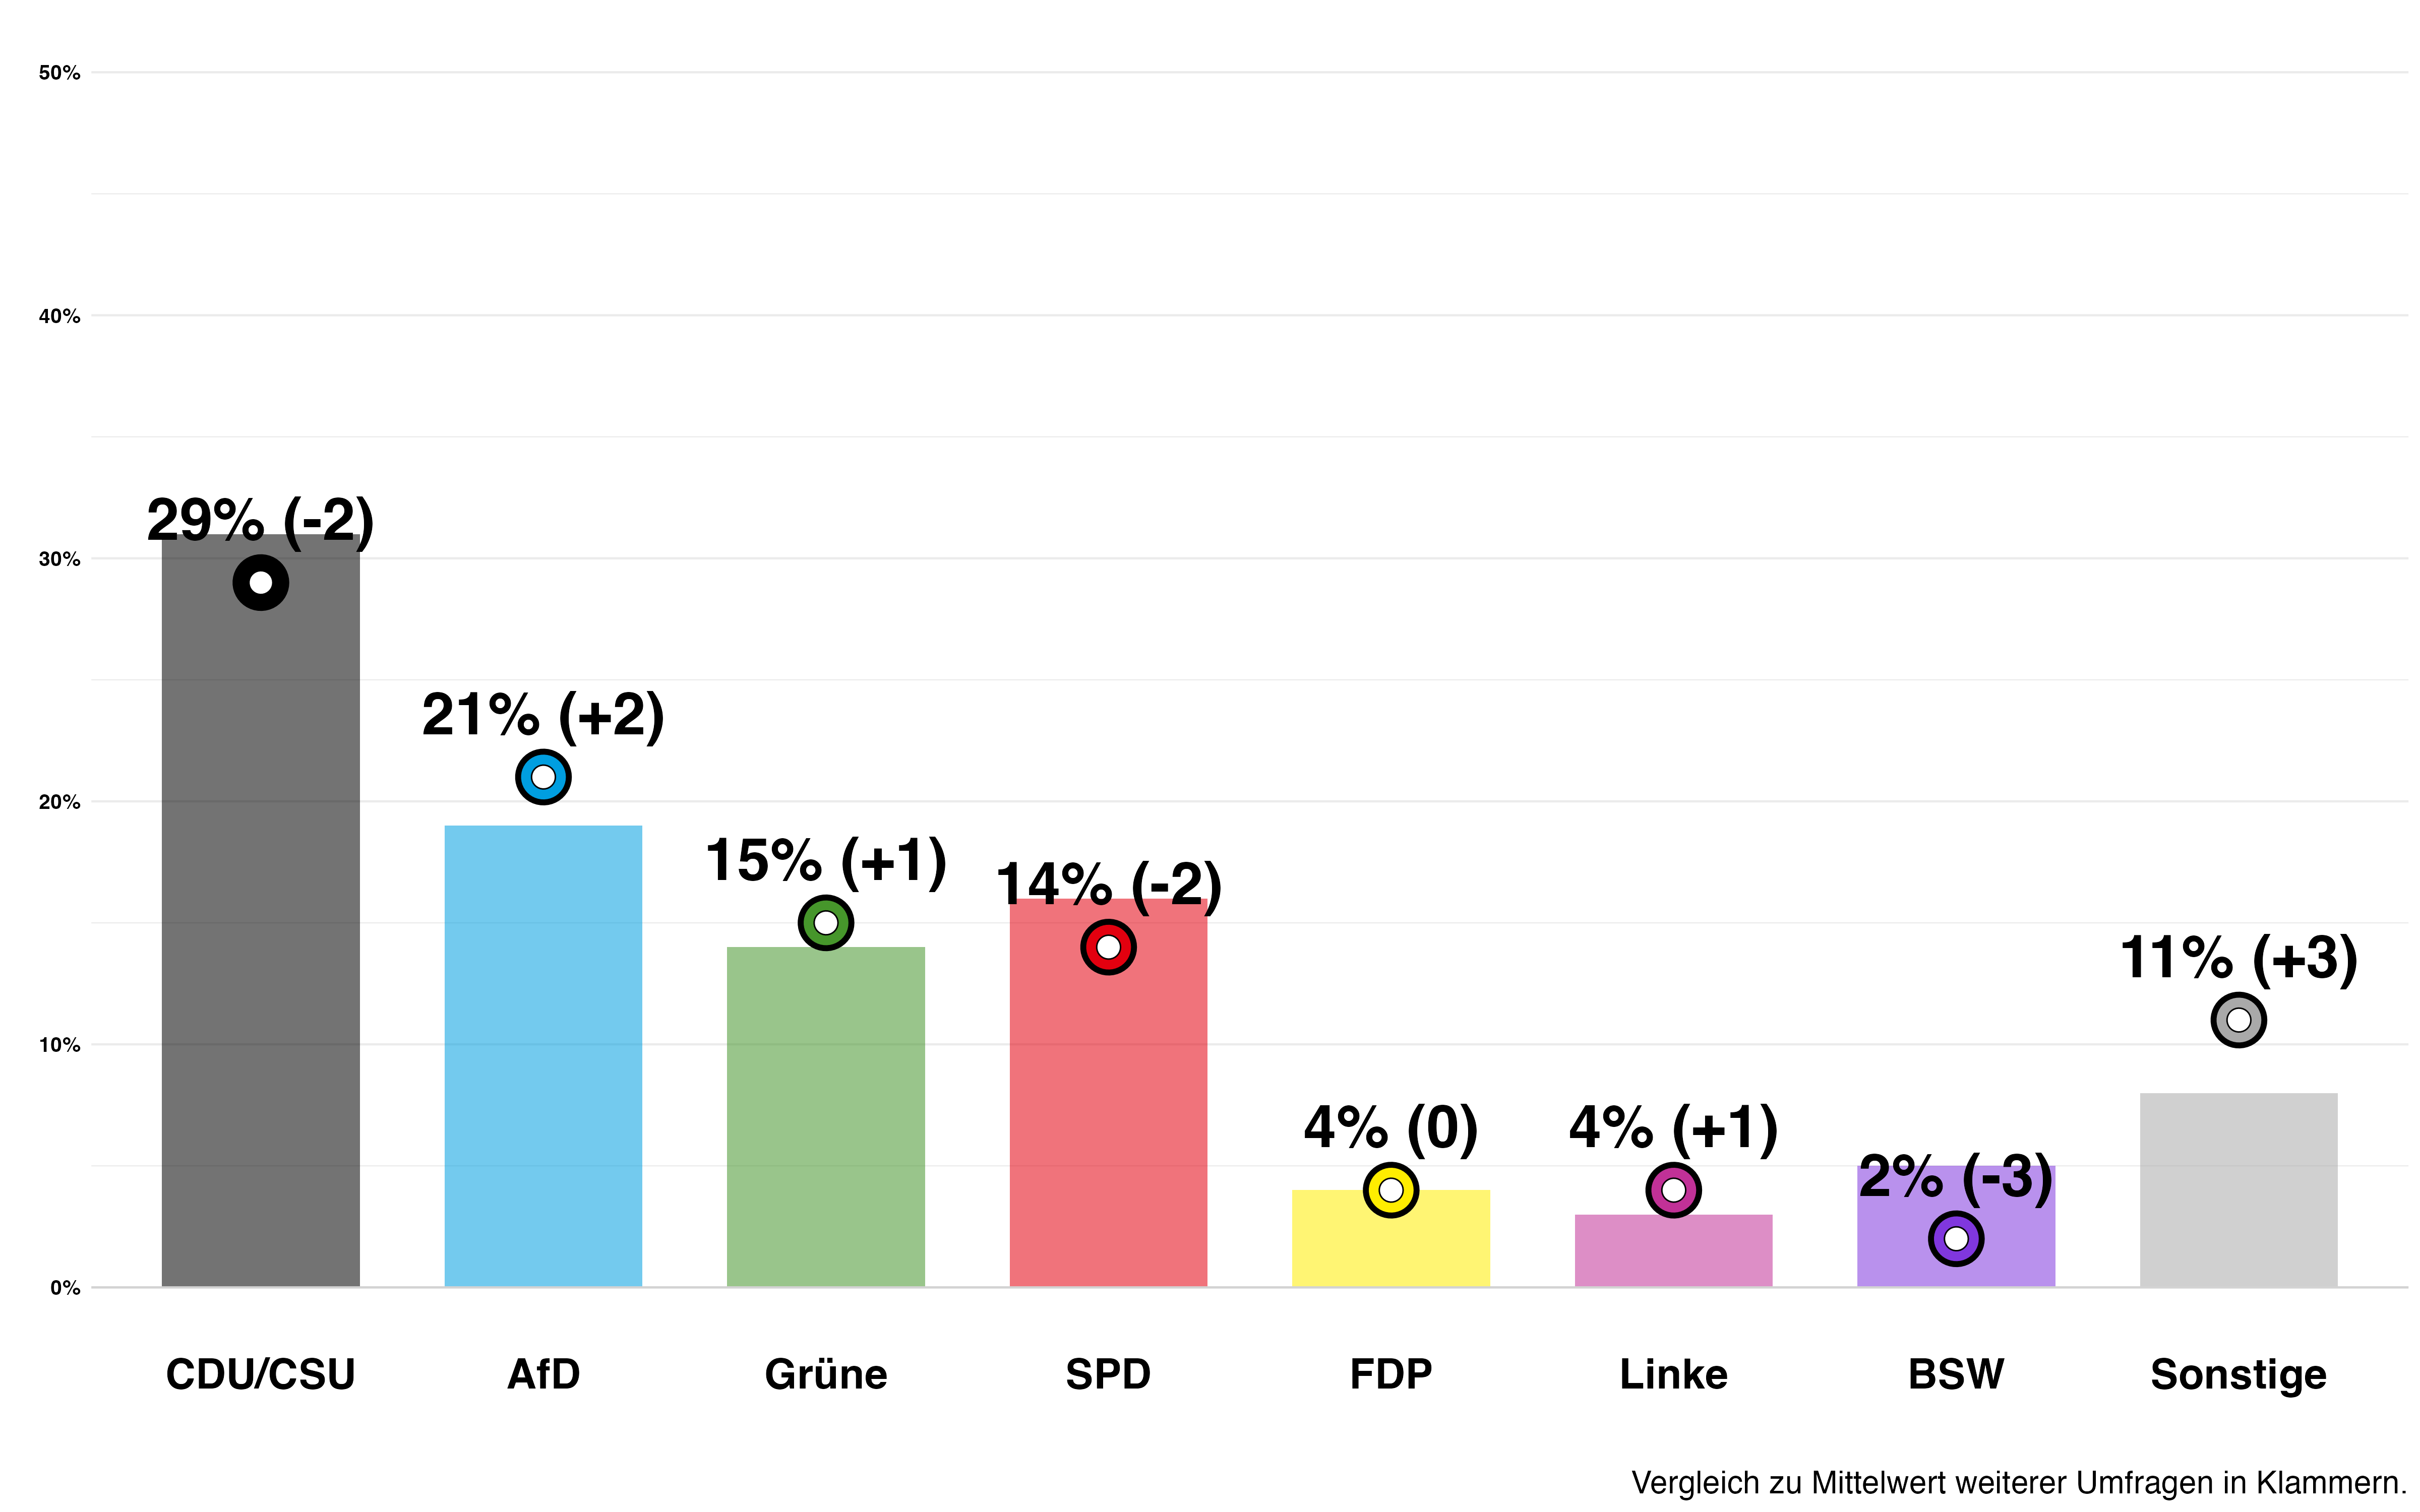 50%
40%
30%
20%
10%
0%
29% (-2)
21% (+2)
15% (+1)
14% (-2)
4% (0)
4% (+1)
2% (-3)
11% (+3)
CDU/CSU
AfD
Grüne
SPD
FDP
Linke
BSW
Sonstige
Vergleich zu Mittelwert weiterer Umfragen in Klammern.